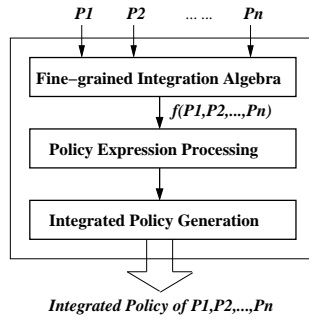 P1 P2 ... ... Pn
Fine-grained Integration Algebra
f(P1,P2,...,Pn)
Policy Expression Processing
Integrated Policy Generation
Integrated Policy of P1,P2,...,Pn